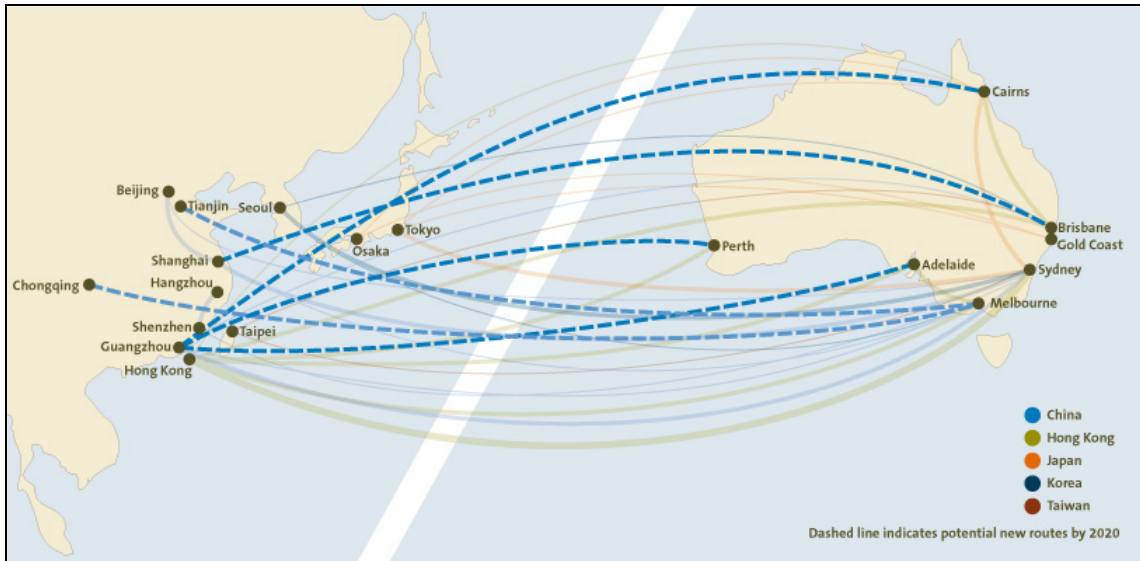 Cairns
Beijing
Tianjin
Seoul
Tokyo
Osaka
Brisbane
Gold Coast
Perth
Shanghai
Adelaide
Sydney
Hangzhou
Chongqing
Melbourne
Shenzhen
Taipei
Guangzhou
Hong Kong
China
Hong Kong
Japan
Korea
Taiwan
Dashed line indicates potential new routes by 2020